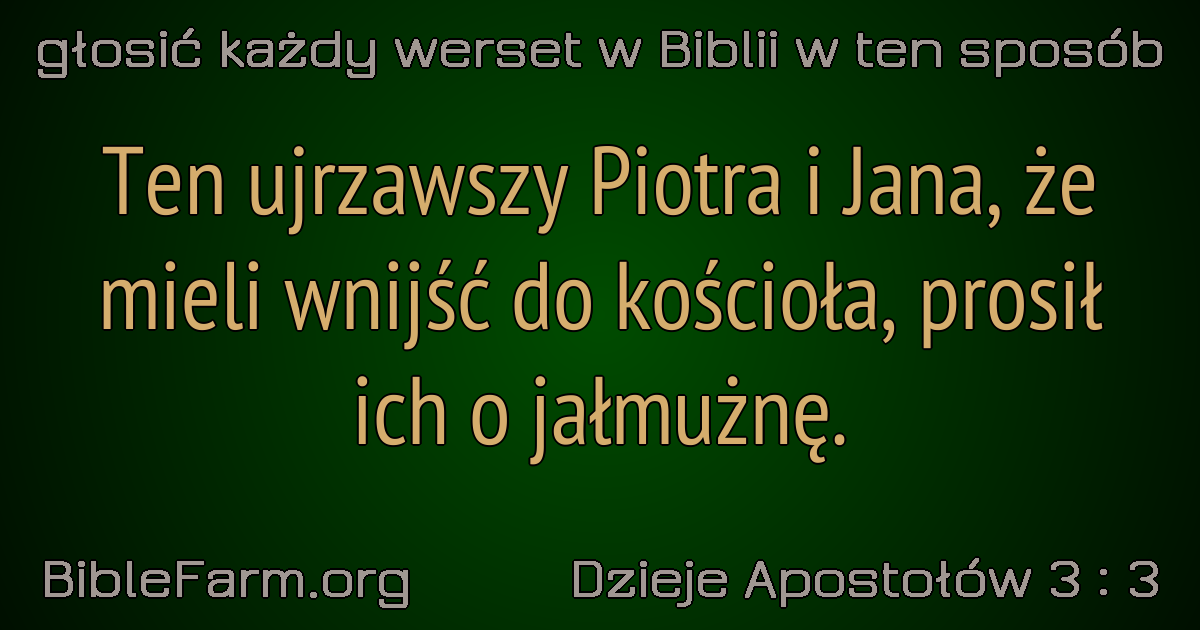 głosić każdy werset w Biblii w ten sposób
Ten ujrzawszy Piotra i Jana, że
mieli wnijść do kościoła, prosił
ich o jałmużnę.
BibleFarm.org
Dzieje Apostołów 3 : 3